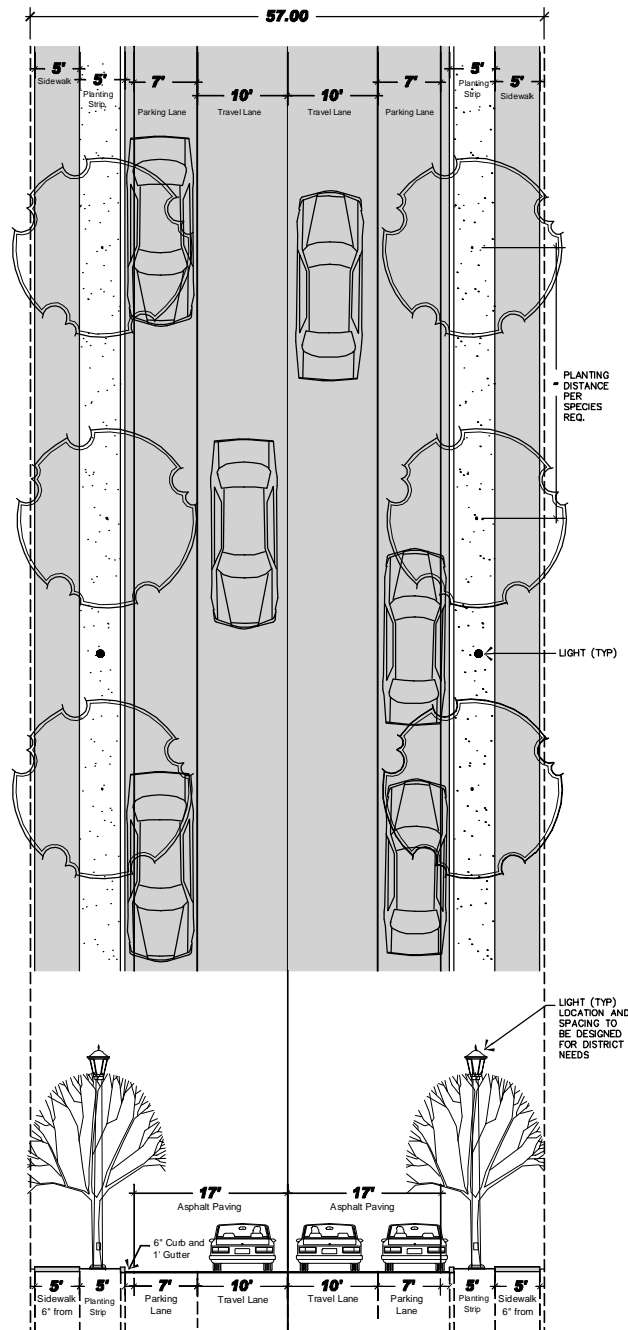 57.00
5'
Sidewalk
5'
Planting
Strip
7'
Parking Lane
10'
Travel Lane
10'
Travel Lane
7'
Parking Lane
5'
Planting
Strip
5'
Sidewalk
PLANTING
DISTANCE
PER
SPECIES
REQ.
LIGHT (TYP)
LIGHT (TYP)
LOCATION AND
SPACING TO
BE DESIGNED
FOR DISTRICT
NEEDS
17'
Asphalt Paving
17'
Asphalt Paving
6" Curb and
1' Gutter
5'
Sidewalk
6" from
5'
Planting
Strip
7'
Parking
Lane
10'
Travel Lane
10'
Travel Lane
7'
Parking
Lane
5'
Planting
Strip
5'
Sidewalk
6" from